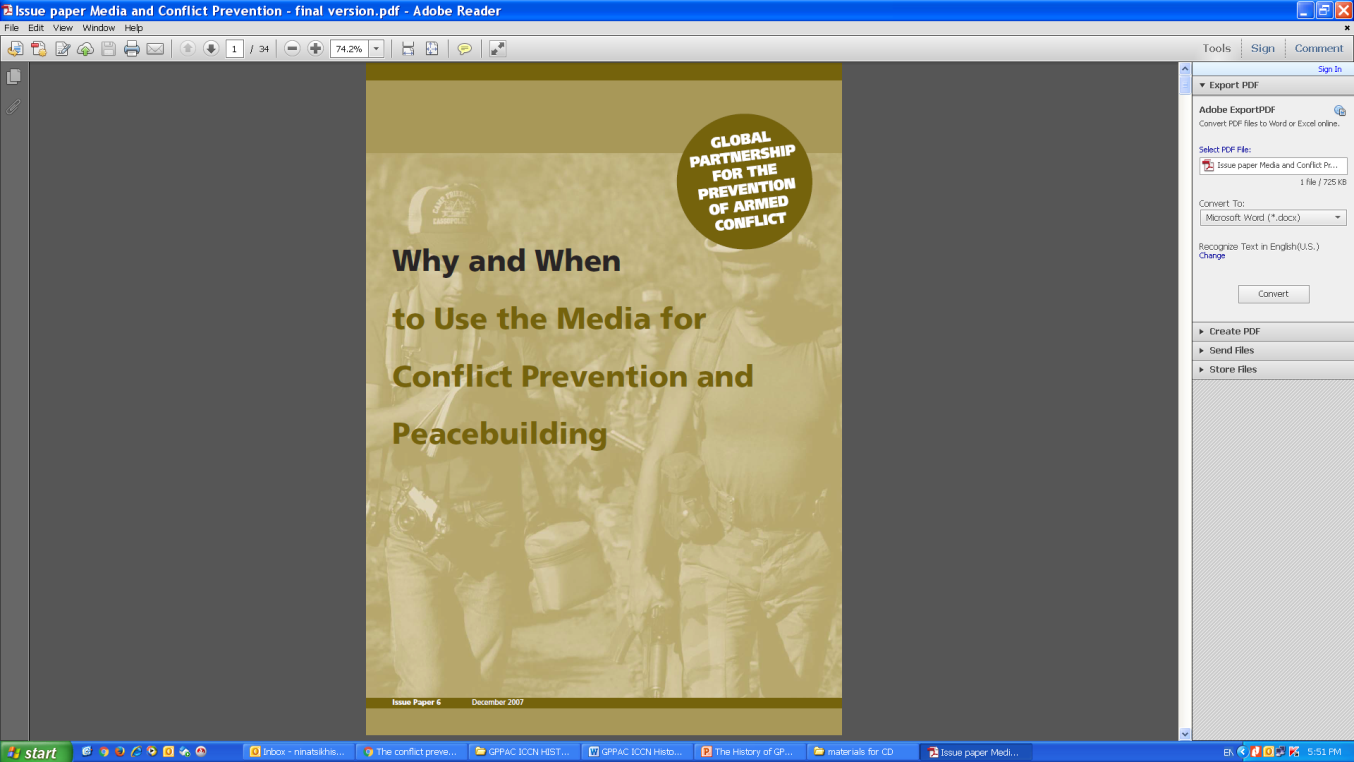 Issue paper Media and Conflict Prevention - final version.pdf - Adobe Reader
File Edit View Window Help
1 / 34 74.2% Tools Sign Comment
Sign In
Export PDF
Adobe ExportPDF
Convert PDF files to Word or Excel online.
Select PDF File:
Issue paper Media and Conflict Pr...
1 file / 725 KB
Convert To:
Microsoft Word (*.docx)
Recognize Text in English(U.S.)
Change
Convert
Create PDF
Send Files
Store Files
GLOBAL
PARTNERSHIP
FOR THE
PREVENTION
OF ARMED
CONFLICT
Why and When
to Use the Media for
Conflict Prevention and
Peacebuilding
Issue Paper 6 December 2007
start Inbox - ninatsikhis... The conflict preve... GPPAC ICCN HIST... GPPAC ICCN Histo... The History of GP... materials for CD Issue paper Medi... EN 5:51 PM